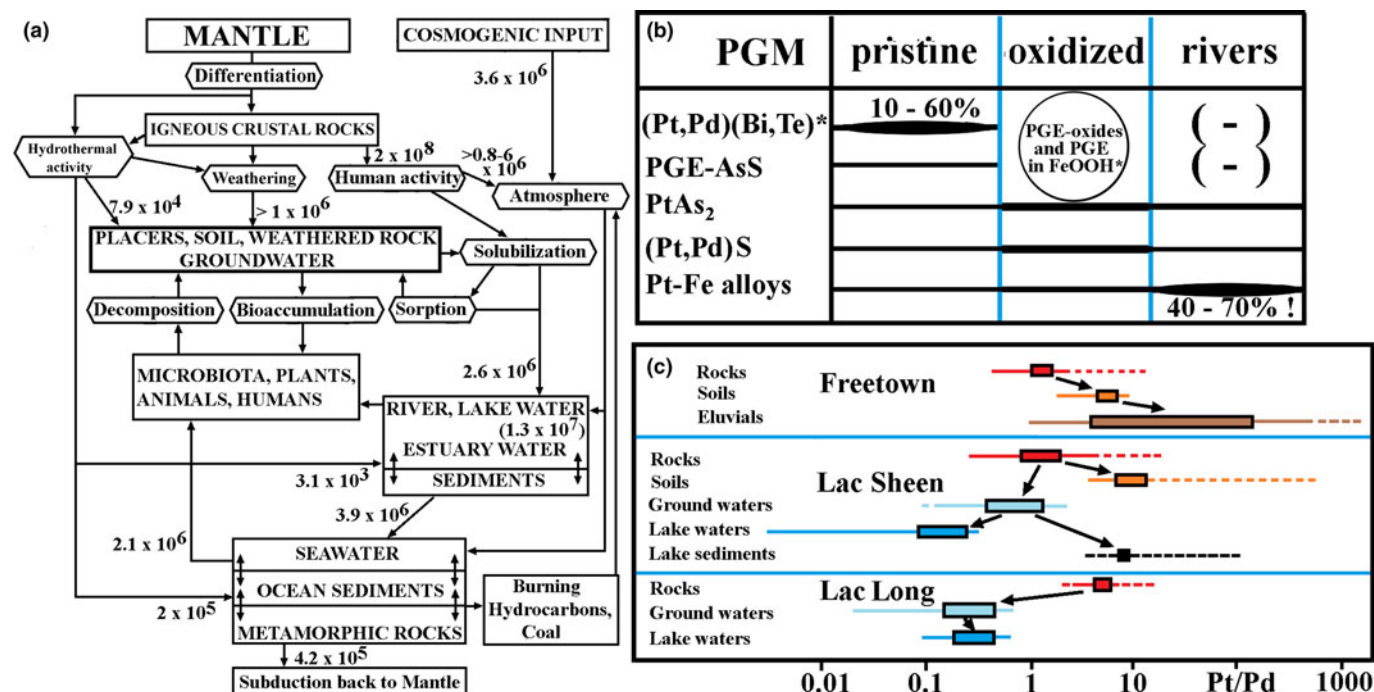 (a)
MANTLE
COSMOGENIC INPUT
Differentiation
3.6 x 10^6
IGNEOUS CRUSTAL ROCKS
Hydrothermal
activity
2 x 10^8
>0.8-6
x 10^6
Weathering
Human activity
Atmosphere
7.9 x 10^4
> 1 x 10^6
PLACERS, SOIL, WEATHERED ROCK
GROUNDWATER
Solubilization
Decomposition
Bioaccumulation
Sorption
MICROBIOTA, PLANTS,
ANIMALS, HUMANS
2.6 x 10^6
RIVER, LAKE WATER
(1.3 x 10^7)
ESTUARY WATER
SEDIMENTS
3.1 x 10^3
3.9 x 10^6
2.1 x 10^6
SEAWATER
OCEAN SEDIMENTS
METAMORPHIC ROCKS
2 x 10^5
Burning
Hydrocarbons,
Coal
4.2 x 10^5
Subduction back to Mantle
(b)
PGM pristine oxidized rivers
(Pt,Pd)(Bi,Te)* 10 - 60% ( - )
PGE-oxides
and PGE
in FeOOH*
PGE-AsS ( - )
PtAs2
(Pt,Pd)S
Pt-Fe alloys
40 - 70% !
(c)
Freetown
Rocks
Soils
Eluvials
Lac Sheen
Rocks
Soils
Ground waters
Lake waters
Lake sediments
Lac Long
Rocks
Ground waters
Lake waters
0.01 0.1 1 10 Pt/Pd 1000